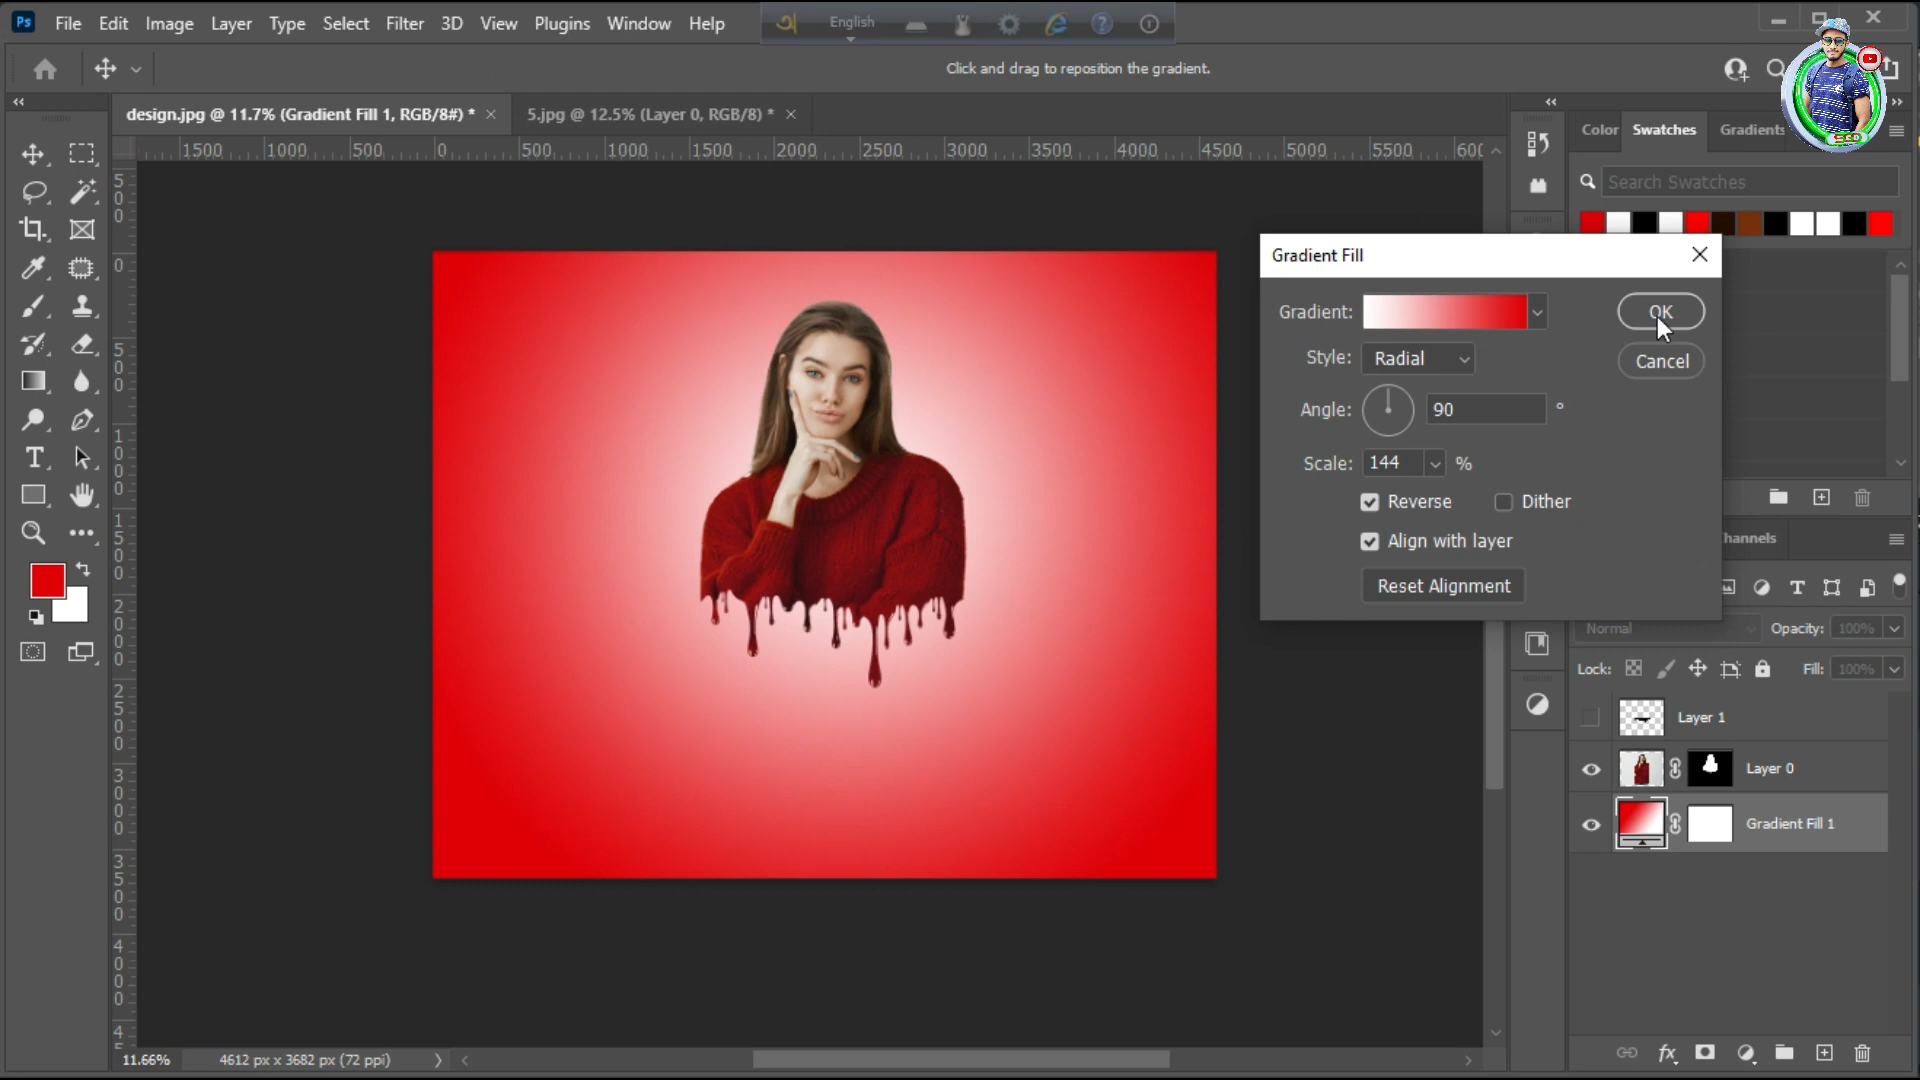 Ps File Edit Image Layer Type Select Filter 3D View Plugins Window Help
English
Click and drag to reposition the gradient.
design.jpg @ 11.7% (Gradient Fill 1, RGB/8#) *
5.jpg @ 12.5% (Layer 0, RGB/8) *
Color Swatches Gradients
Search Swatches
1500 1000 500 0 500 1000 1500 2000 2500 3000 3500 4000 4500 5000 5500 600
Gradient Fill
Gradient:
OK
Style: Radial
Cancel
Angle: 90 °
Scale: 144 %
Reverse Dither
Align with layer
Reset Alignment
hannels
Normal Opacity: 100%
Lock: Fill: 100%
Layer 1
Layer 0
Gradient Fill 1
11.66% 4612 px x 3682 px (72 ppi)